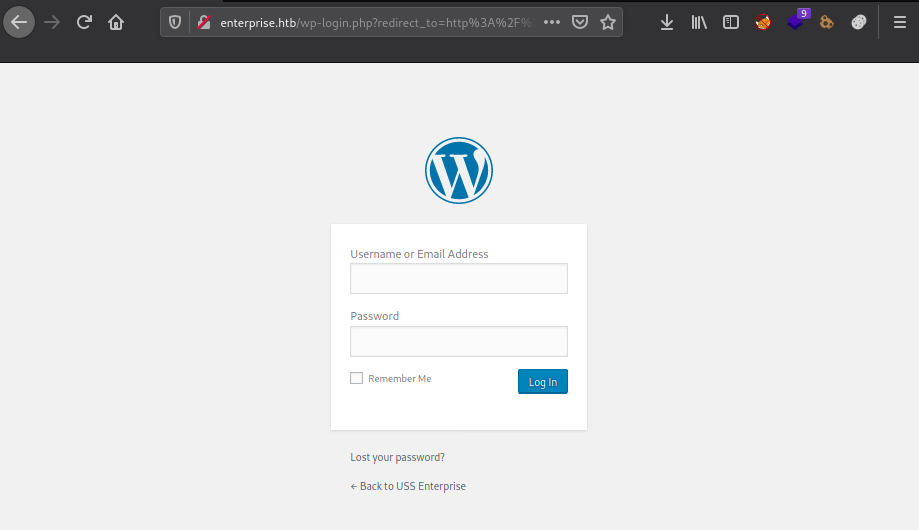 enterprise.htb/wp-login.php?redirect_to=http%3A%2F%
9
Username or Email Address
Password
Remember Me
Log In
Lost your password?
← Back to USS Enterprise